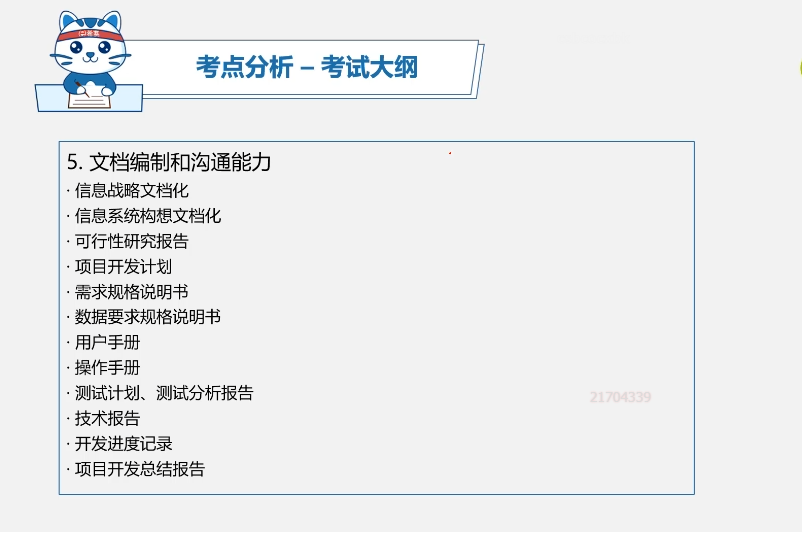 考点分析 – 考试大纲
5. 文档编制和沟通能力
· 信息战略文档化
· 信息系统构想文档化
· 可行性研究报告
· 项目开发计划
· 需求规格说明书
· 数据要求规格说明书
· 用户手册
· 操作手册
· 测试计划、测试分析报告
21704339
· 技术报告
· 开发进度记录
· 项目开发总结报告